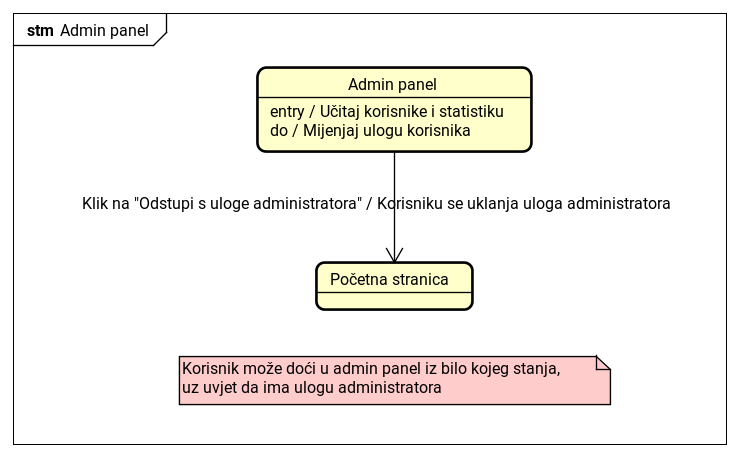 stm Admin panel
Admin panel
entry / Učitaj korisnike i statistiku
do / Mijenjaj ulogu korisnika
Klik na "Odstupi s uloge administratora" / Korisniku se uklanja uloga administratora
Početna stranica
Korisnik može doći u admin panel iz bilo kojeg stanja,
uz uvjet da ima ulogu administratora